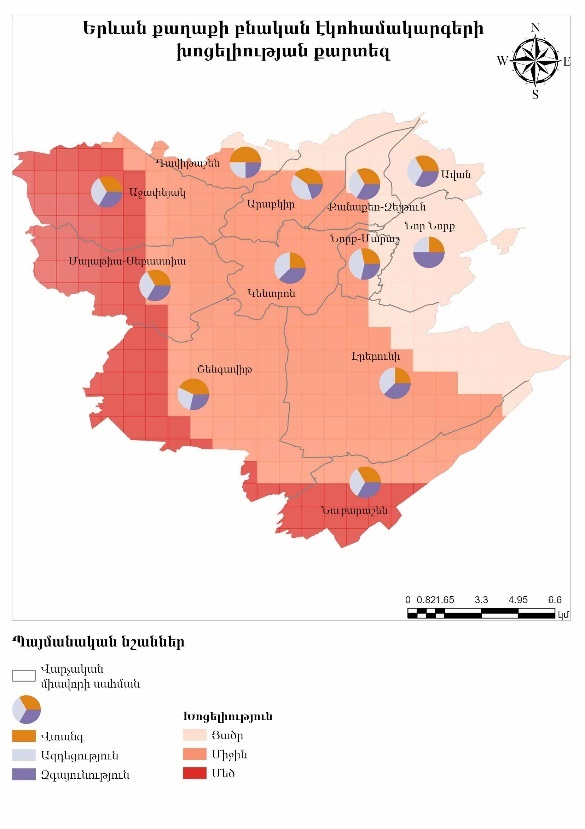 Երևան քաղաքի բնական էկոհամակարգերի
խոցելիության քարտեզ
N
W E
S
Դավիթաշեն
Աջափնյակ
Արաբկիր
Քանաքեռ-Զեյթուն
Ավան
Նոր Նորք
Նորք-Մարաշ
Մալաթիա-Սեբաստիա
Կենտրոն
Շենգավիթ
Էրեբունի
Նուբարաշեն
0 0.821.65 3.3 4.95 6.6
կմ
Պայմանական նշաններ
Վարչական
միավորի սահման
Վտանգ
Ազդեցություն
Զգայունություն
Խոցելիություն
Ցածր
Միջին
Մեծ